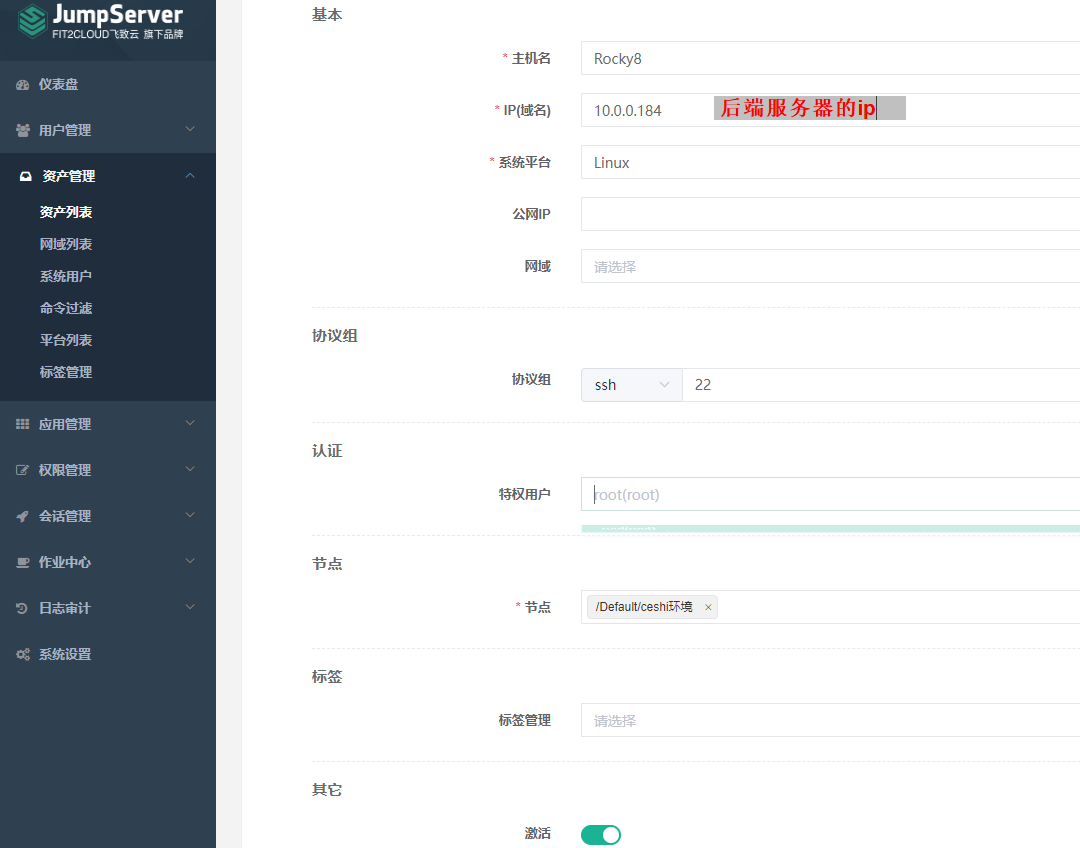 JumpServer
FIT2CLOUD飞致云 旗下品牌
仪表盘
用户管理
资产管理
资产列表
网域列表
系统用户
命令过滤
平台列表
标签管理
应用管理
权限管理
会话管理
作业中心
日志审计
系统设置
基本
* 主机名 Rocky8
* IP(域名) 10.0.0.184 后端服务器的ip
* 系统平台 Linux
公网IP
网域 请选择
协议组
协议组 ssh 22
认证
特权用户 root(root)
节点
* 节点 /Default/ceshi环境 ×
标签
标签管理 请选择
其它
激活